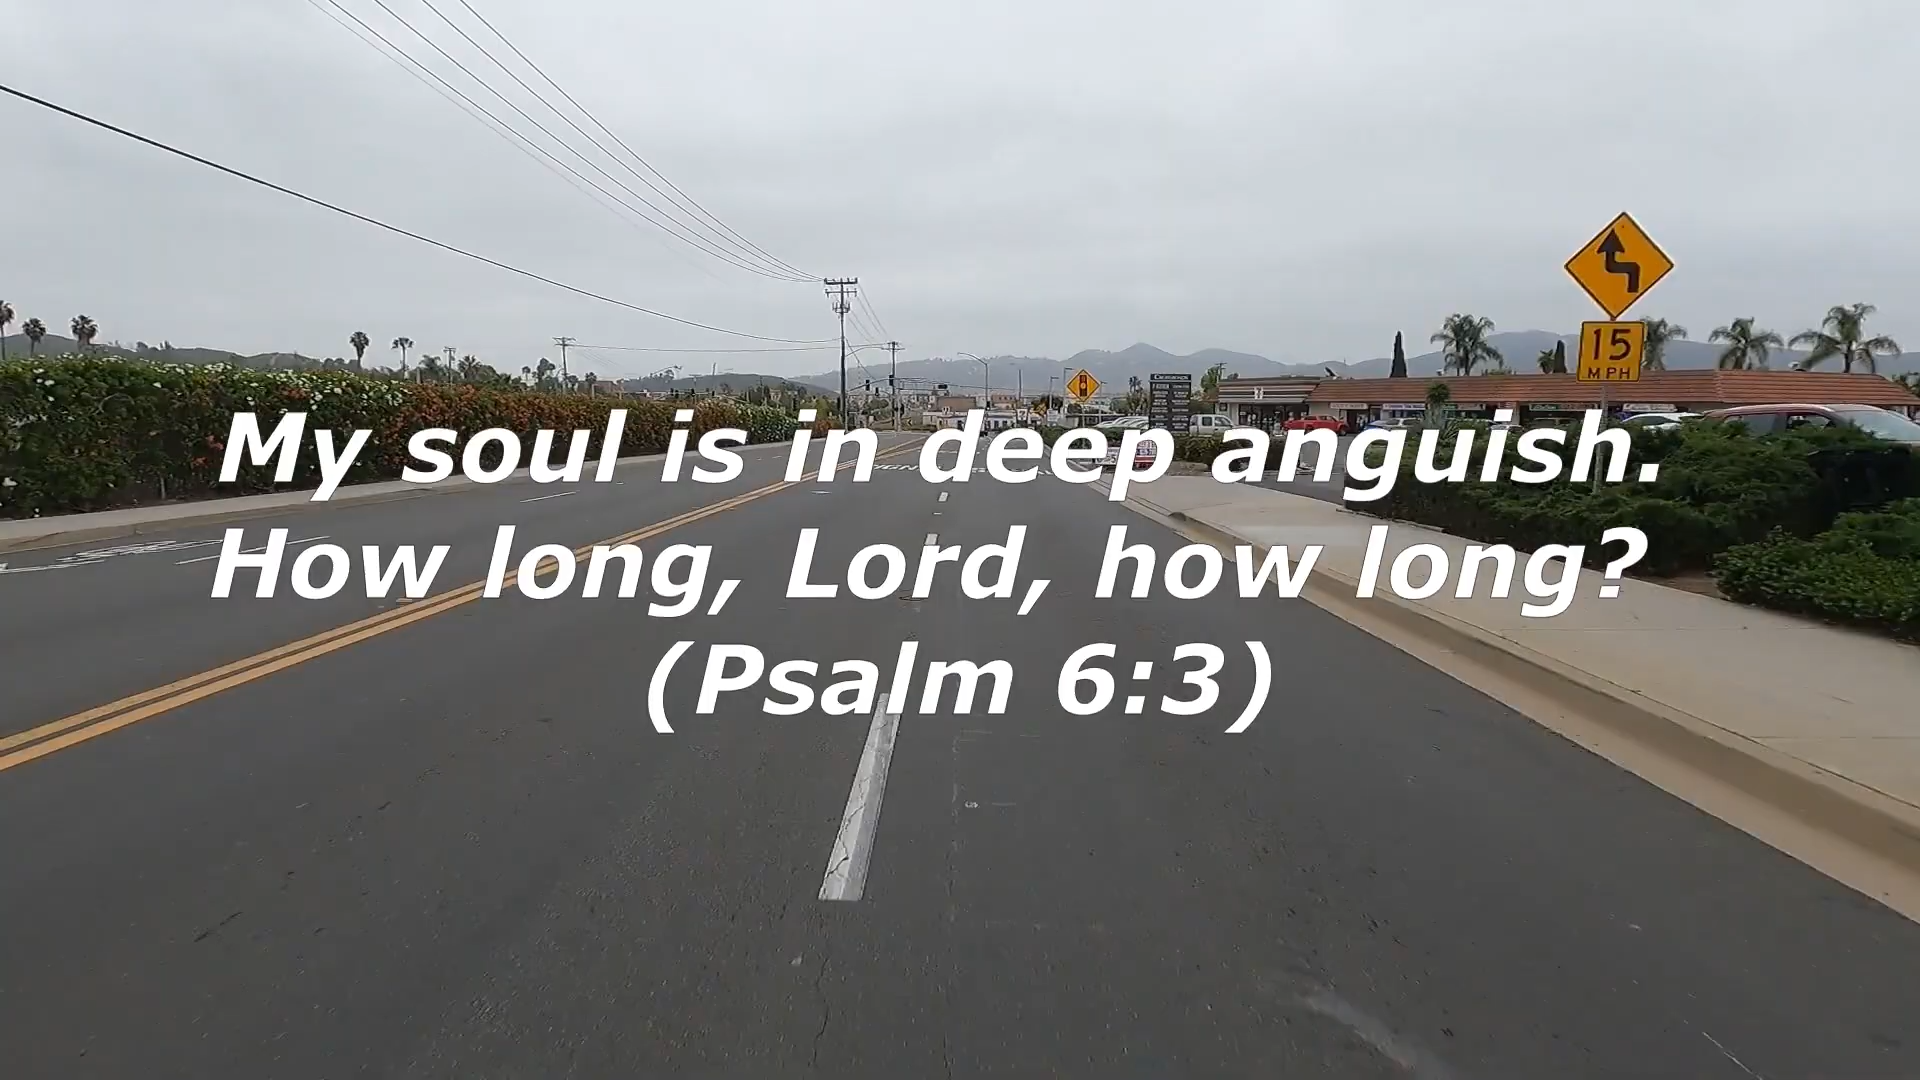 15
MPH
My soul is in deep anguish.
How long, Lord, how long?
(Psalm 6:3)